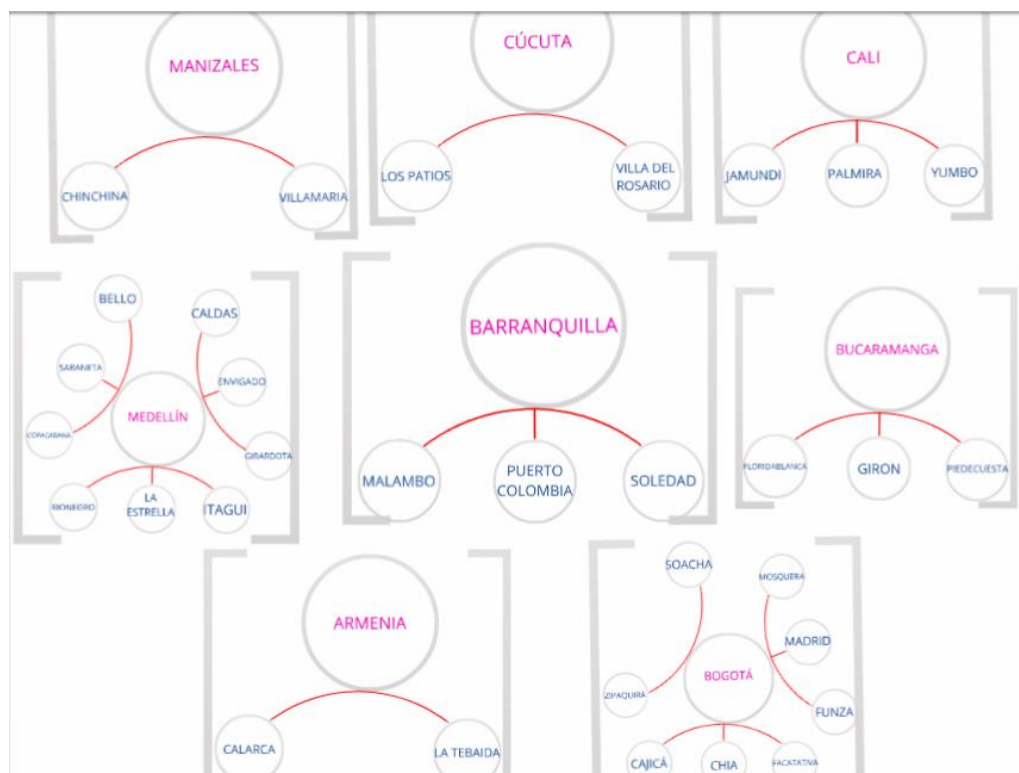 MANIZALES
CHINCHINA
VILLAMARIA
CÚCUTA
LOS PATIOS
VILLA DEL
ROSARIO
CALI
JAMUNDI
PALMIRA
YUMBO
BELLO
CALDAS
SABANETA
ENVIGADO
MEDELLÍN
COPACABANA
GIRARDOTA
RIONEGRO
LA
ESTRELLA
ITAGUI
BARRANQUILLA
MALAMBO
PUERTO
COLOMBIA
SOLEDAD
BUCARAMANGA
FLORIDABLANCA
GIRON
PIEDECUESTA
ARMENIA
CALARCA
LA TEBAIDA
SOACHA
MOSQUERA
MADRID
BOGOTÁ
ZIPAQUIRÁ
FUNZA
CAJICÁ
CHIA
FACATATIVA